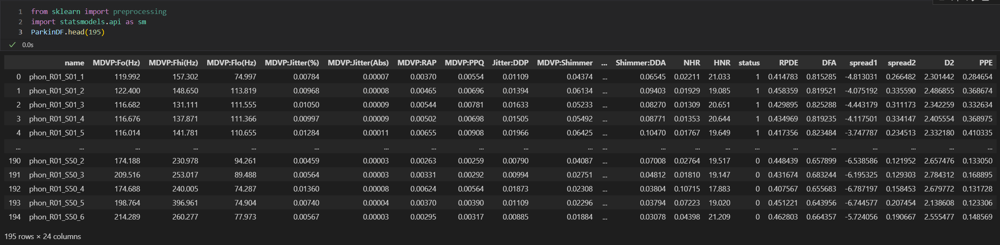 1 from sklearn import preprocessing
2 import statsmodels.api as sm
3 ParkinDF.head(195)
0.0s
name MDVP:Fo(Hz) MDVP:Fhi(Hz) MDVP:Flo(Hz) MDVP:Jitter(%) MDVP:Jitter(Abs) MDVP:RAP MDVP:PPQ Jitter:DDP MDVP:Shimmer ... Shimmer:DDA NHR HNR status RPDE DFA spread1 spread2 D2 PPE
0 phon_R01_S01_1 119.992 157.302 74.997 0.00784 0.00007 0.00370 0.00554 0.01109 0.04374 ... 0.06545 0.02211 21.033 1 0.414783 0.815285 -4.813031 0.266482 2.301442 0.284654
1 phon_R01_S01_2 122.400 148.650 113.819 0.00968 0.00008 0.00465 0.00696 0.01394 0.06134 ... 0.09403 0.01929 19.085 1 0.458359 0.819521 -4.075192 0.335590 2.486855 0.368674
2 phon_R01_S01_3 116.682 131.111 111.555 0.01050 0.00009 0.00544 0.00781 0.01633 0.05233 ... 0.08270 0.01309 20.651 1 0.429895 0.825288 -4.443179 0.311173 2.342259 0.332634
3 phon_R01_S01_4 116.676 137.871 111.366 0.00997 0.00009 0.00502 0.00698 0.01505 0.05492 ... 0.08771 0.01353 20.644 1 0.434969 0.819235 -4.117501 0.334147 2.405554 0.368975
4 phon_R01_S01_5 116.014 141.781 110.655 0.01284 0.00011 0.00655 0.00908 0.01966 0.06425 ... 0.10470 0.01767 19.649 1 0.417356 0.823484 -3.747787 0.234513 2.332180 0.410335
... ... ... ... ... ... ... ... ... ... ... ... ... ... ... ... ... ... ... ... ... ...
190 phon_R01_S50_2 174.188 230.978 94.261 0.00459 0.00003 0.00263 0.00259 0.00790 0.04087 ... 0.07008 0.02764 19.517 0 0.448439 0.657899 -6.538586 0.121952 2.657476 0.133050
191 phon_R01_S50_3 209.516 253.017 89.488 0.00564 0.00003 0.00331 0.00292 0.00994 0.02751 ... 0.04812 0.01810 19.147 0 0.431674 0.683244 -6.195325 0.129303 2.784312 0.168895
192 phon_R01_S50_4 174.688 240.005 74.287 0.01360 0.00008 0.00624 0.00564 0.01873 0.02308 ... 0.03804 0.10715 17.883 0 0.407567 0.655683 -6.787197 0.158453 2.679772 0.131728
193 phon_R01_S50_5 198.764 396.961 74.904 0.00740 0.00004 0.00370 0.00390 0.01109 0.02296 ... 0.03794 0.07223 19.020 0 0.451221 0.643956 -6.744577 0.207454 2.138608 0.123306
194 phon_R01_S50_6 214.289 260.277 77.973 0.00567 0.00003 0.00295 0.00317 0.00885 0.01884 ... 0.03078 0.04398 21.209 0 0.462803 0.664357 -5.724056 0.190667 2.555477 0.148569
195 rows × 24 columns